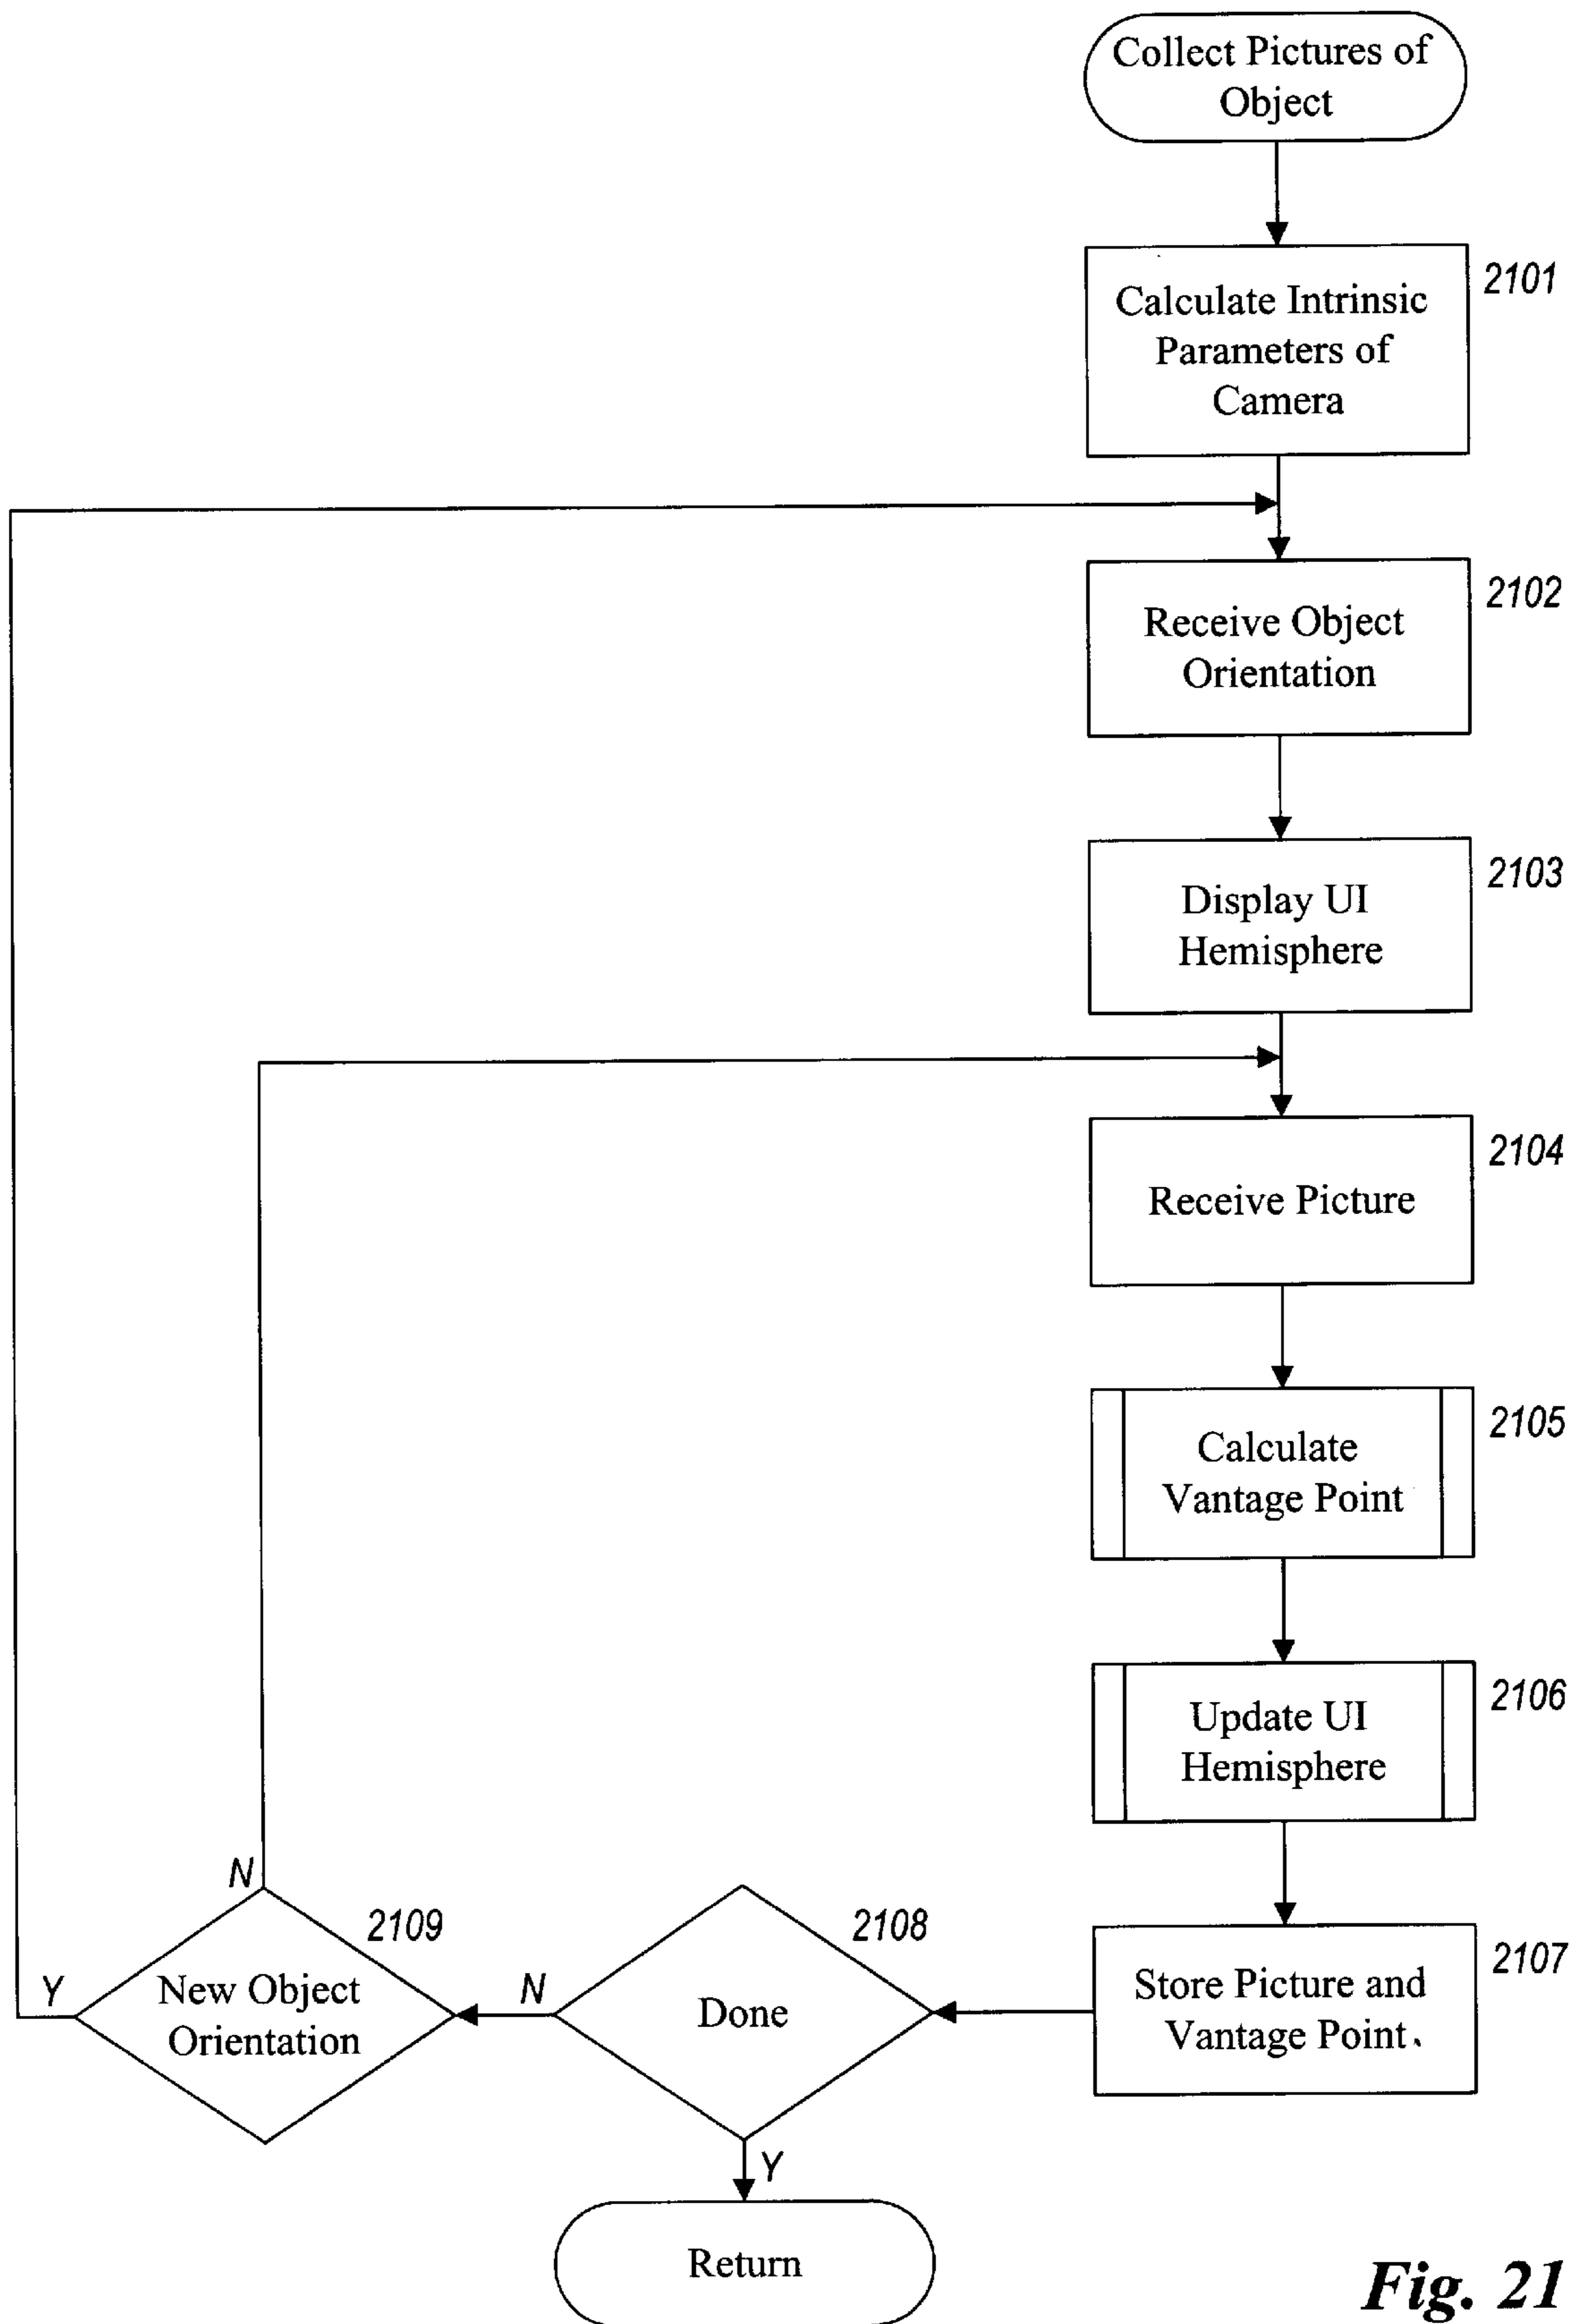 Collect Pictures of
Object
2101
Calculate Intrinsic
Parameters of
Camera
2102
Receive Object
Orientation
2103
Display UI
Hemisphere
2104
Receive Picture
2105
Calculate
Vantage Point
2106
Update UI
Hemisphere
2107
Store Picture and
Vantage Point
2108
Done
N
Y
2109
New Object
Orientation
N
Y
Return
Fig. 21